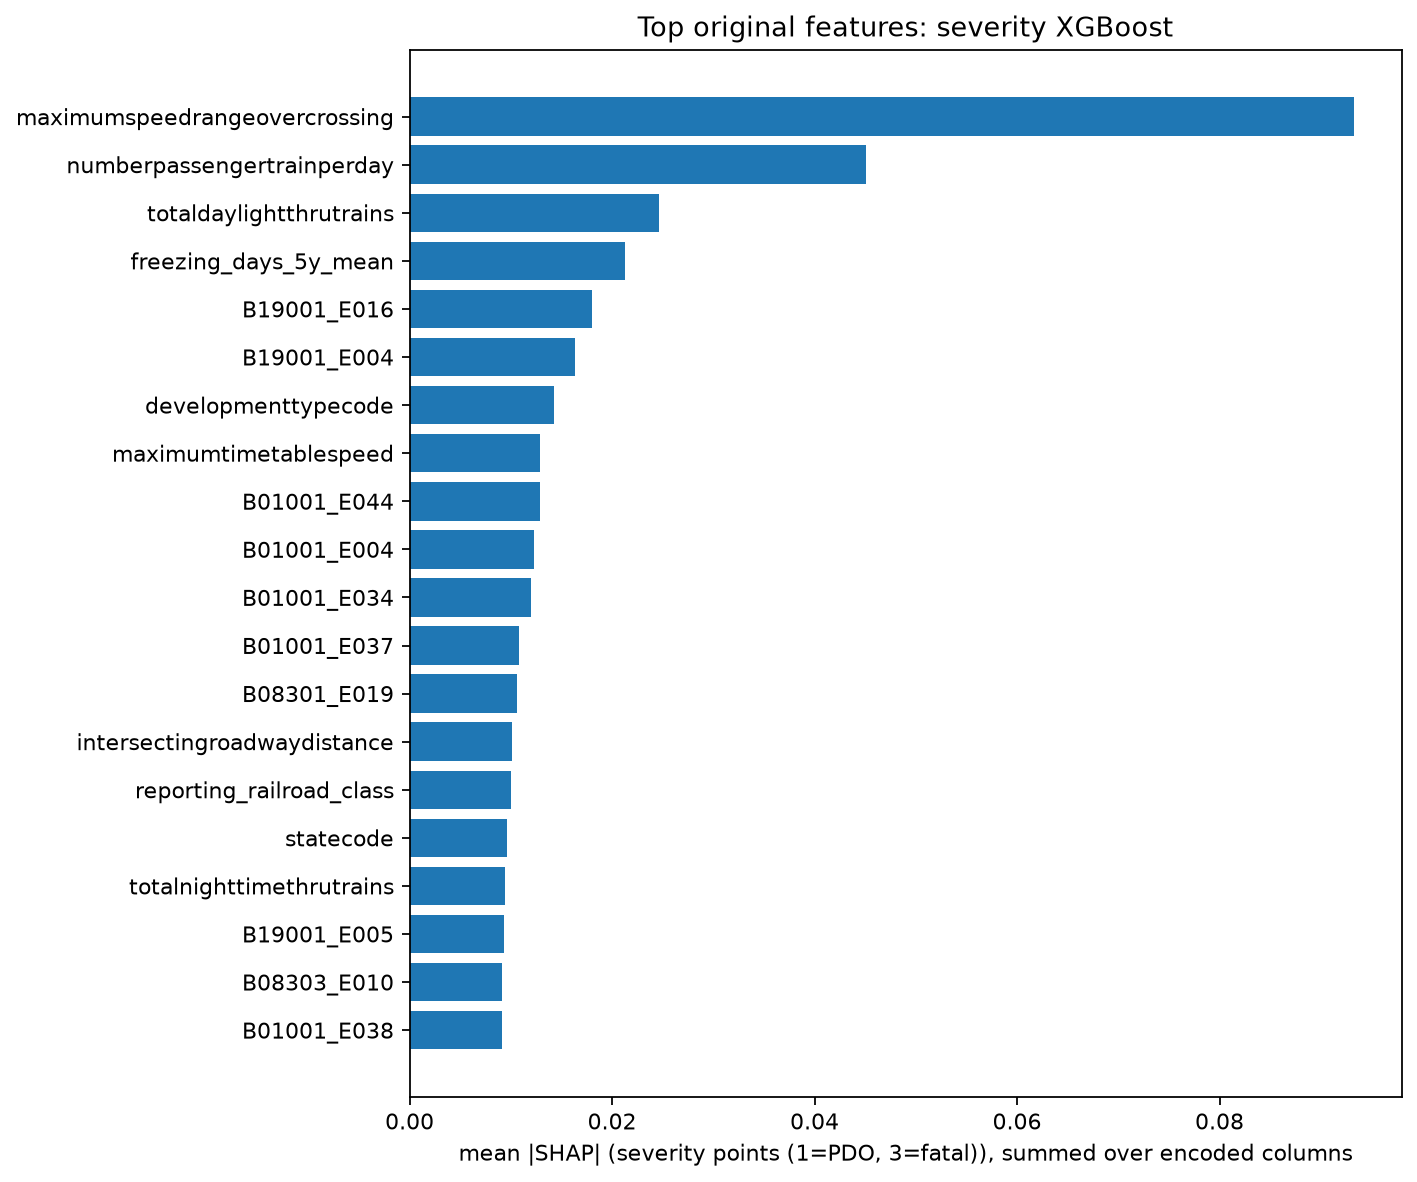 Top original features: severity XGBoost
maximumspeedrangeovercrossing
numberpassengertrainperday
totaldaylightthrutrains
freezing_days_5y_mean
B19001_E016
B19001_E004
developmenttypecode
maximumtimetablespeed
B01001_E044
B01001_E004
B01001_E034
B01001_E037
B08301_E019
intersectingroadwaydistance
reporting_railroad_class
statecode
totalnighttimethrutrains
B19001_E005
B08303_E010
B01001_E038
0.00 0.02 0.04 0.06 0.08
mean |SHAP| (severity points (1=PDO, 3=fatal)), summed over encoded columns